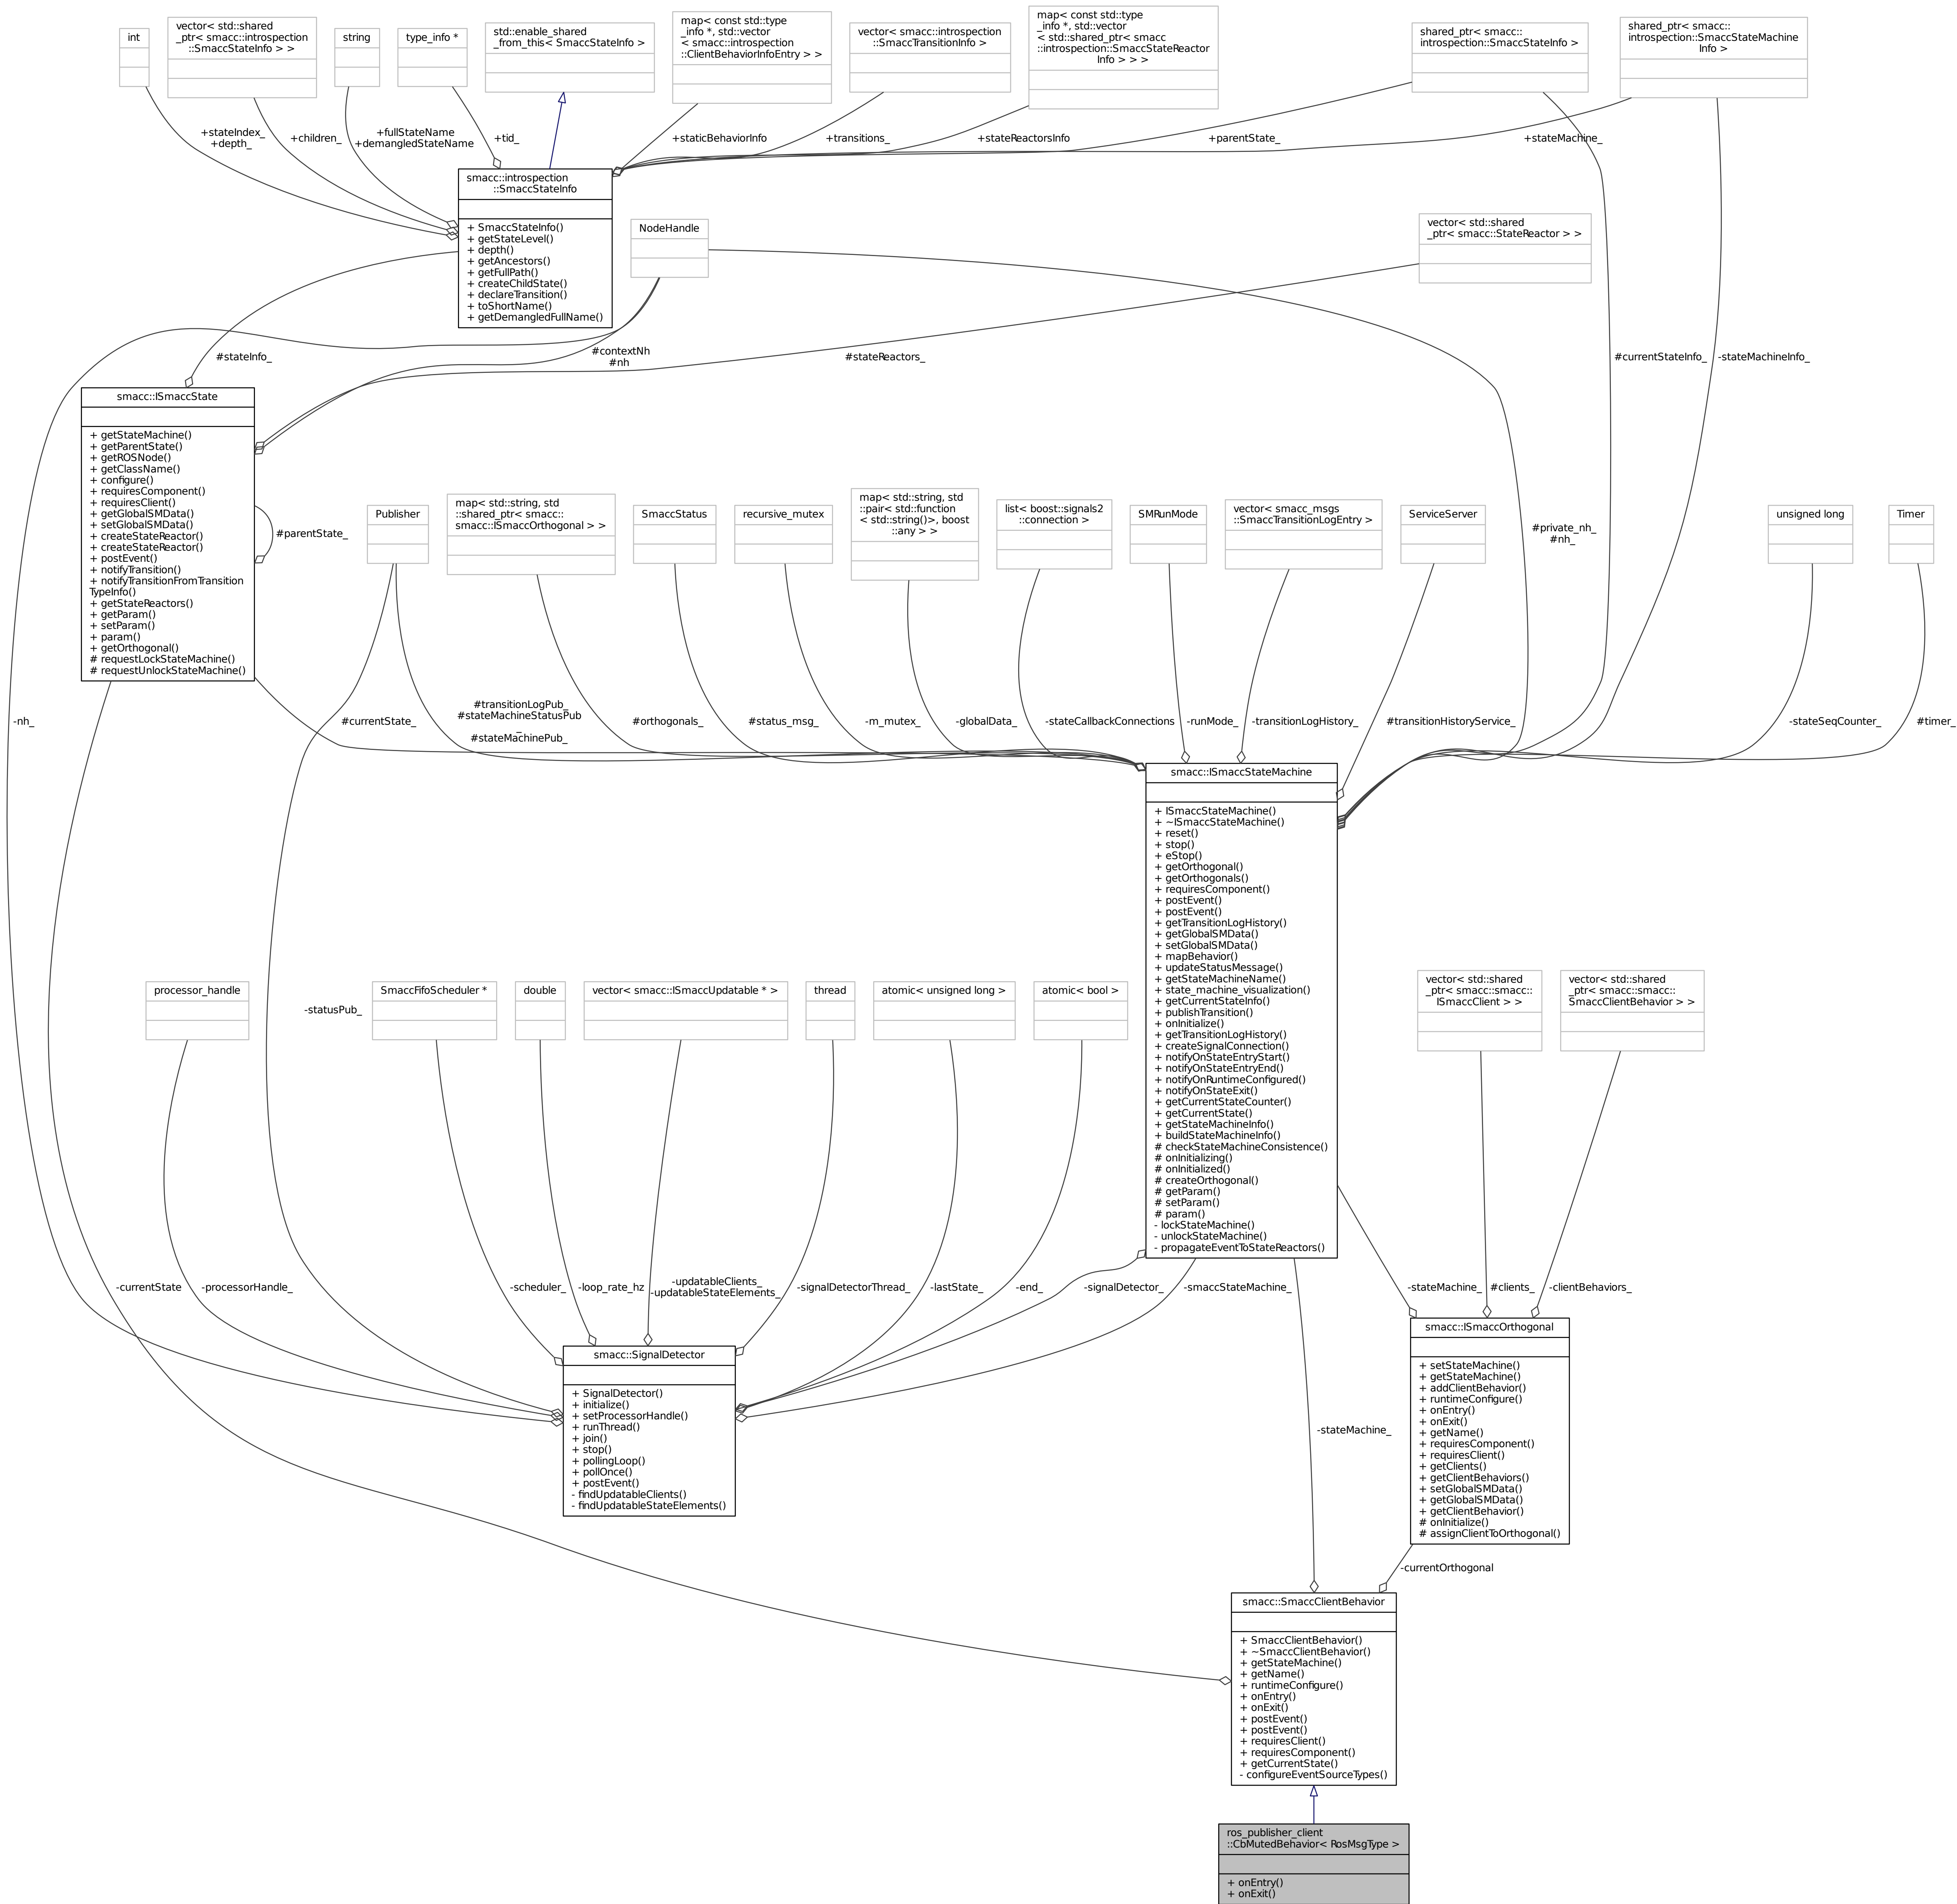 int
vector< std::shared
_ptr< smacc::introspection
::SmaccStateInfo > >
string
type_info *
std::enable_shared
_from_this< SmaccStateInfo >
map< const std::type
_info *, std::vector
< smacc::introspection
::ClientBehaviorInfoEntry > >
vector< smacc::introspection
::SmaccTransitionInfo >
map< const std::type
_info *, std::vector
< std::shared_ptr< smacc
::introspection::SmaccStateReactor
Info > > >
shared_ptr< smacc::
introspection::SmaccStateInfo >
shared_ptr< smacc::
introspection::SmaccStateMachine
Info >
+stateIndex_
+depth_
+children_
+fullStateName
+demangledStateName
+tid_
+staticBehaviorInfo
+transitions_
+stateReactorsInfo
+parentState_
+stateMachine_
smacc::introspection
::SmaccStateInfo
+ SmaccStateInfo()
+ getStateLevel()
+ depth()
+ getAncestors()
+ getFullPath()
+ createChildState()
+ declareTransition()
+ toShortName()
+ getDemangledFullName()
NodeHandle
vector< std::shared
_ptr< smacc::StateReactor > >
#stateInfo_
#contextNh
#nh
#stateReactors_
#currentStateInfo_
-stateMachineInfo_
smacc::ISmaccState
+ getStateMachine()
+ getParentState()
+ getROSNode()
+ getClassName()
+ configure()
+ requiresComponent()
+ requiresClient()
+ getGlobalSMData()
+ setGlobalSMData()
+ createStateReactor()
+ createStateReactor()
+ postEvent()
+ notifyTransition()
+ notifyTransitionFromTransition
TypeInfo()
+ getStateReactors()
+ getParam()
+ setParam()
+ param()
+ getOrthogonal()
# requestLockStateMachine()
# requestUnlockStateMachine()
#parentState_
Publisher
map< std::string, std
::shared_ptr< smacc::
smacc::ISmaccOrthogonal > >
SmaccStatus
recursive_mutex
map< std::string, std
::pair< std::function
< std::string()>, boost
::any > >
list< boost::signals2
::connection >
SMRunMode
vector< smacc_msgs
::SmaccTransitionLogEntry >
ServiceServer
#private_nh_
#nh_
unsigned long
Timer
-nh_
#currentState_
#transitionLogPub_
#stateMachineStatusPub
_
#stateMachinePub_
#orthogonals_
#status_msg_
-m_mutex_
-globalData_
-stateCallbackConnections
-runMode_
-transitionLogHistory_
#transitionHistoryService_
-stateSeqCounter_
#timer_
smacc::ISmaccStateMachine
+ ISmaccStateMachine()
+ ~ISmaccStateMachine()
+ reset()
+ stop()
+ eStop()
+ getOrthogonal()
+ getOrthogonals()
+ requiresComponent()
+ postEvent()
+ postEvent()
+ getTransitionLogHistory()
+ getGlobalSMData()
+ setGlobalSMData()
+ mapBehavior()
+ updateStatusMessage()
+ getStateMachineName()
+ state_machine_visualization()
+ getCurrentStateInfo()
+ publishTransition()
+ onInitialize()
+ getTransitionLogHistory()
+ createSignalConnection()
+ notifyOnStateEntryStart()
+ notifyOnStateEntryEnd()
+ notifyOnRuntimeConfigured()
+ notifyOnStateExit()
+ getCurrentStateCounter()
+ getCurrentState()
+ getStateMachineInfo()
+ buildStateMachineInfo()
# checkStateMachineConsistence()
# onInitializing()
# onInitialized()
# createOrthogonal()
# getParam()
# setParam()
# param()
- lockStateMachine()
- unlockStateMachine()
- propagateEventToStateReactors()
processor_handle
-statusPub_
SmaccFifoScheduler *
double
vector< smacc::ISmaccUpdatable * >
thread
atomic< unsigned long >
atomic< bool >
vector< std::shared
_ptr< smacc::smacc::
ISmaccClient > >
vector< std::shared
_ptr< smacc::smacc::
SmaccClientBehavior > >
-currentState
-processorHandle_
-scheduler_
-loop_rate_hz
-updatableClients_
-updatableStateElements_
-signalDetectorThread_
-lastState_
-end_
-signalDetector_
-smaccStateMachine_
-stateMachine_
#clients_
-clientBehaviors_
smacc::SignalDetector
+ SignalDetector()
+ initialize()
+ setProcessorHandle()
+ runThread()
+ join()
+ stop()
+ pollingLoop()
+ pollOnce()
+ postEvent()
- findUpdatableClients()
- findUpdatableStateElements()
smacc::ISmaccOrthogonal
+ setStateMachine()
+ getStateMachine()
+ addClientBehavior()
+ runtimeConfigure()
+ onEntry()
+ onExit()
+ getName()
+ requiresComponent()
+ requiresClient()
+ getClients()
+ getClientBehaviors()
+ setGlobalSMData()
+ getGlobalSMData()
+ getClientBehavior()
# onInitialize()
# assignClientToOrthogonal()
-stateMachine_
-currentOrthogonal
smacc::SmaccClientBehavior
+ SmaccClientBehavior()
+ ~SmaccClientBehavior()
+ getStateMachine()
+ getName()
+ runtimeConfigure()
+ onEntry()
+ onExit()
+ postEvent()
+ postEvent()
+ requiresClient()
+ requiresComponent()
+ getCurrentState()
- configureEventSourceTypes()
ros_publisher_client
::CbMutedBehavior< RosMsgType >
+ onEntry()
+ onExit()